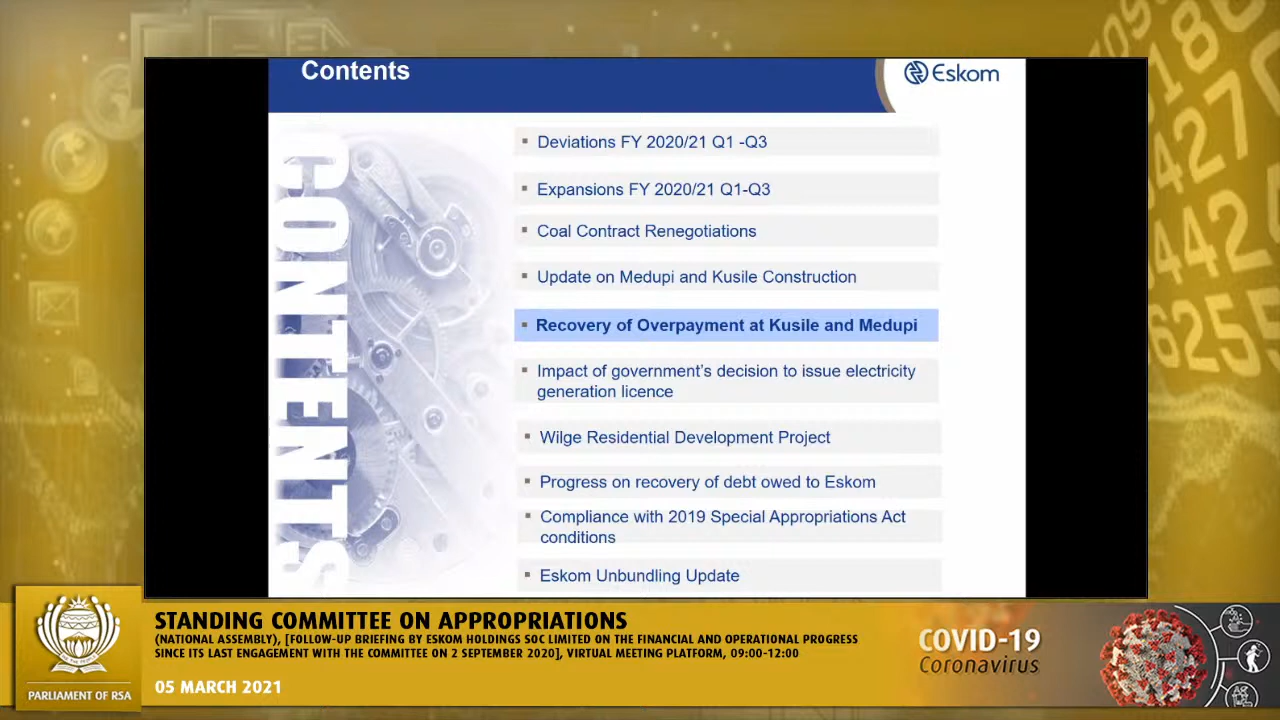 Contents
Eskom
CONTENTS
Deviations FY 2020/21 Q1 -Q3
Expansions FY 2020/21 Q1-Q3
Coal Contract Renegotiations
Update on Medupi and Kusile Construction
Recovery of Overpayment at Kusile and Medupi
Impact of government's decision to issue electricity
generation licence
Wilge Residential Development Project
Progress on recovery of debt owed to Eskom
Compliance with 2019 Special Appropriations Act
conditions
Eskom Unbundling Update
STANDING COMMITTEE ON APPROPRIATIONS
(NATIONAL ASSEMBLY), [FOLLOW-UP BRIEFING BY ESKOM HOLDINGS SOC LIMITED ON THE FINANCIAL AND OPERATIONAL PROGRESS
SINCE ITS LAST ENGAGEMENT WITH THE COMMITTEE ON 2 SEPTEMBER 2020], VIRTUAL MEETING PLATFORM, 09:00-12:00
05 MARCH 2021
PARLIAMENT OF RSA
COVID-19
Coronavirus